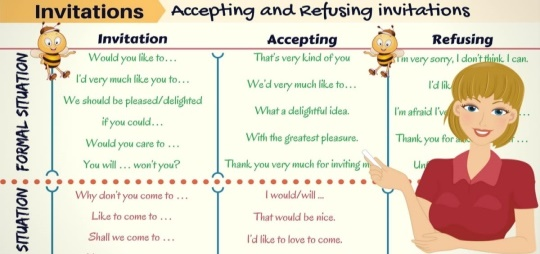 Invitations Accepting and Refusing invitations
Invitation Accepting Refusing
FORMAL SITUATION
Would you like to...
I'd very much like you to...
We should be pleased/delighted
if you could...
Would you care to ...
You will ... won't you?
That's very kind of you
We'd very much like to...
What a delightful idea.
With the greatest pleasure.
Thank you very much for inviting
I'm very sorry, I don't think I can.
I'd
I'm afraid
Thank you for
SITUATION
Why don't you come to ...
Like to come to ...
Shall we come to ...
I would/will ...
That would be nice.
I'd like to love to come.